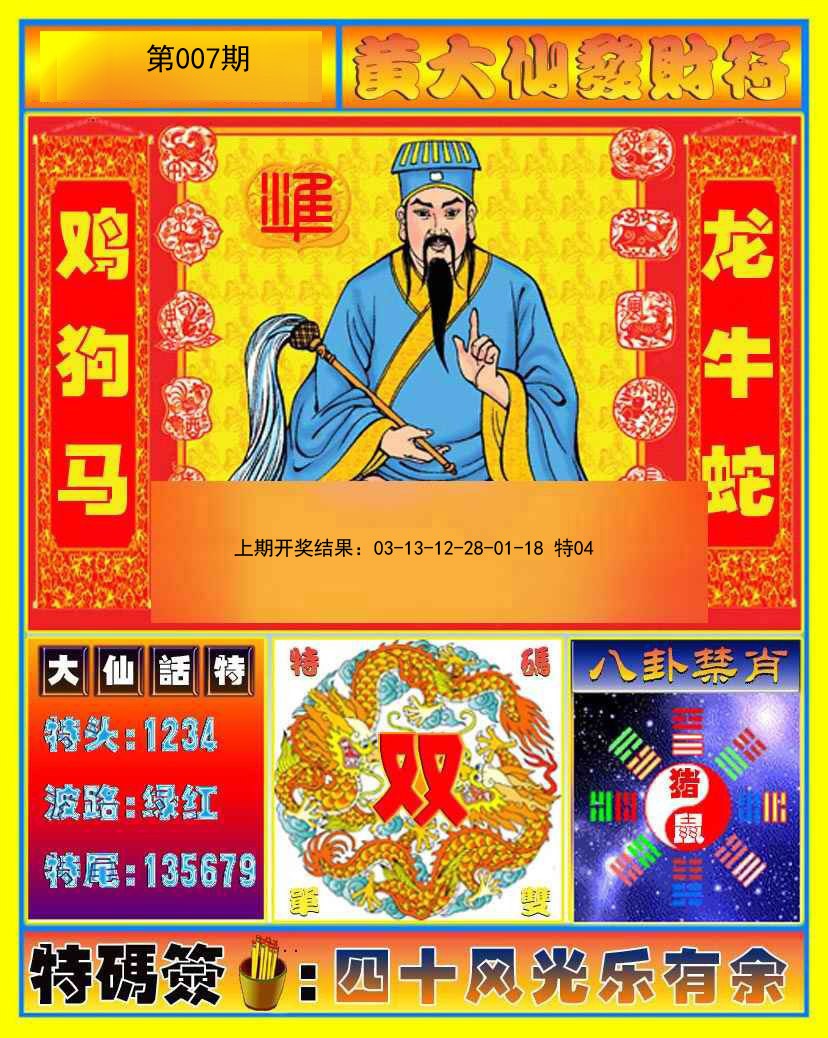 第007期
黄大仙發財符
鸡狗马
龙牛蛇
上期开奖结果：03-13-12-28-01-18 特04
大仙話特
特头:1234
波路:绿红
特尾:135679
特碼
双
單雙
八卦禁肖
猪
鼠
特碼簽:四十风光乐有余